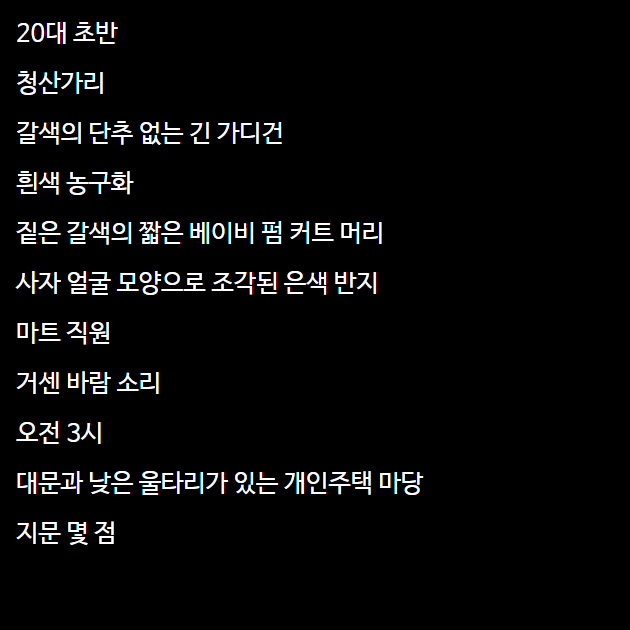 20대 초반
청산가리
갈색의 단추 없는 긴 가디건
흰색 농구화
짙은 갈색의 짧은 베이비 펌 커트 머리
사자 얼굴 모양으로 조각된 은색 반지
마트 직원
거센 바람 소리
오전 3시
대문과 낮은 울타리가 있는 개인주택 마당
지문 몇 점